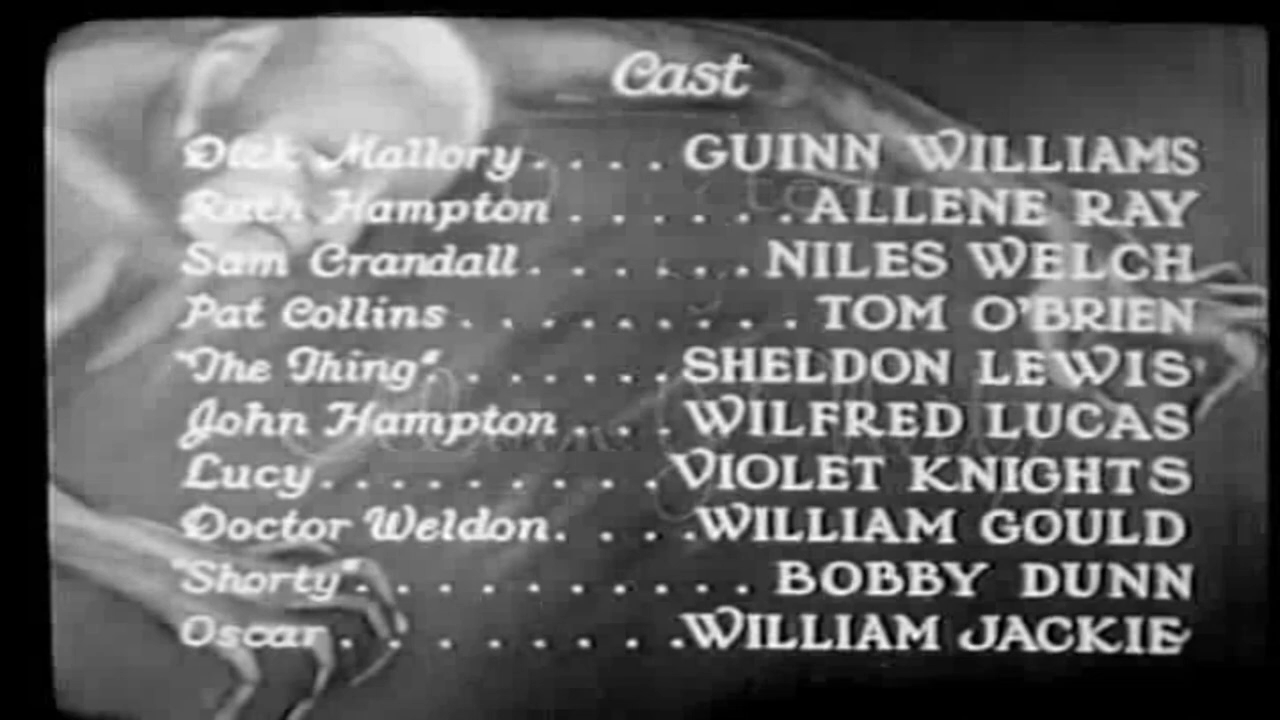 Cast
Dick Mallory.... GUINN WILLIAMS
Ruth Hampton.......ALLENE RAY
Sam Crandall.......NILES WELCH
Pat Collins.........TOM O'BRIEN
"The Thing".......SHELDON LEWIS
John Hampton...WILFRED LUCAS
Lucy..........VIOLET KNIGHTS
Doctor Weldon....WILLIAM GOULD
"Shorty"..........BOBBY DUNN
Oscar........WILLIAM JACKIE